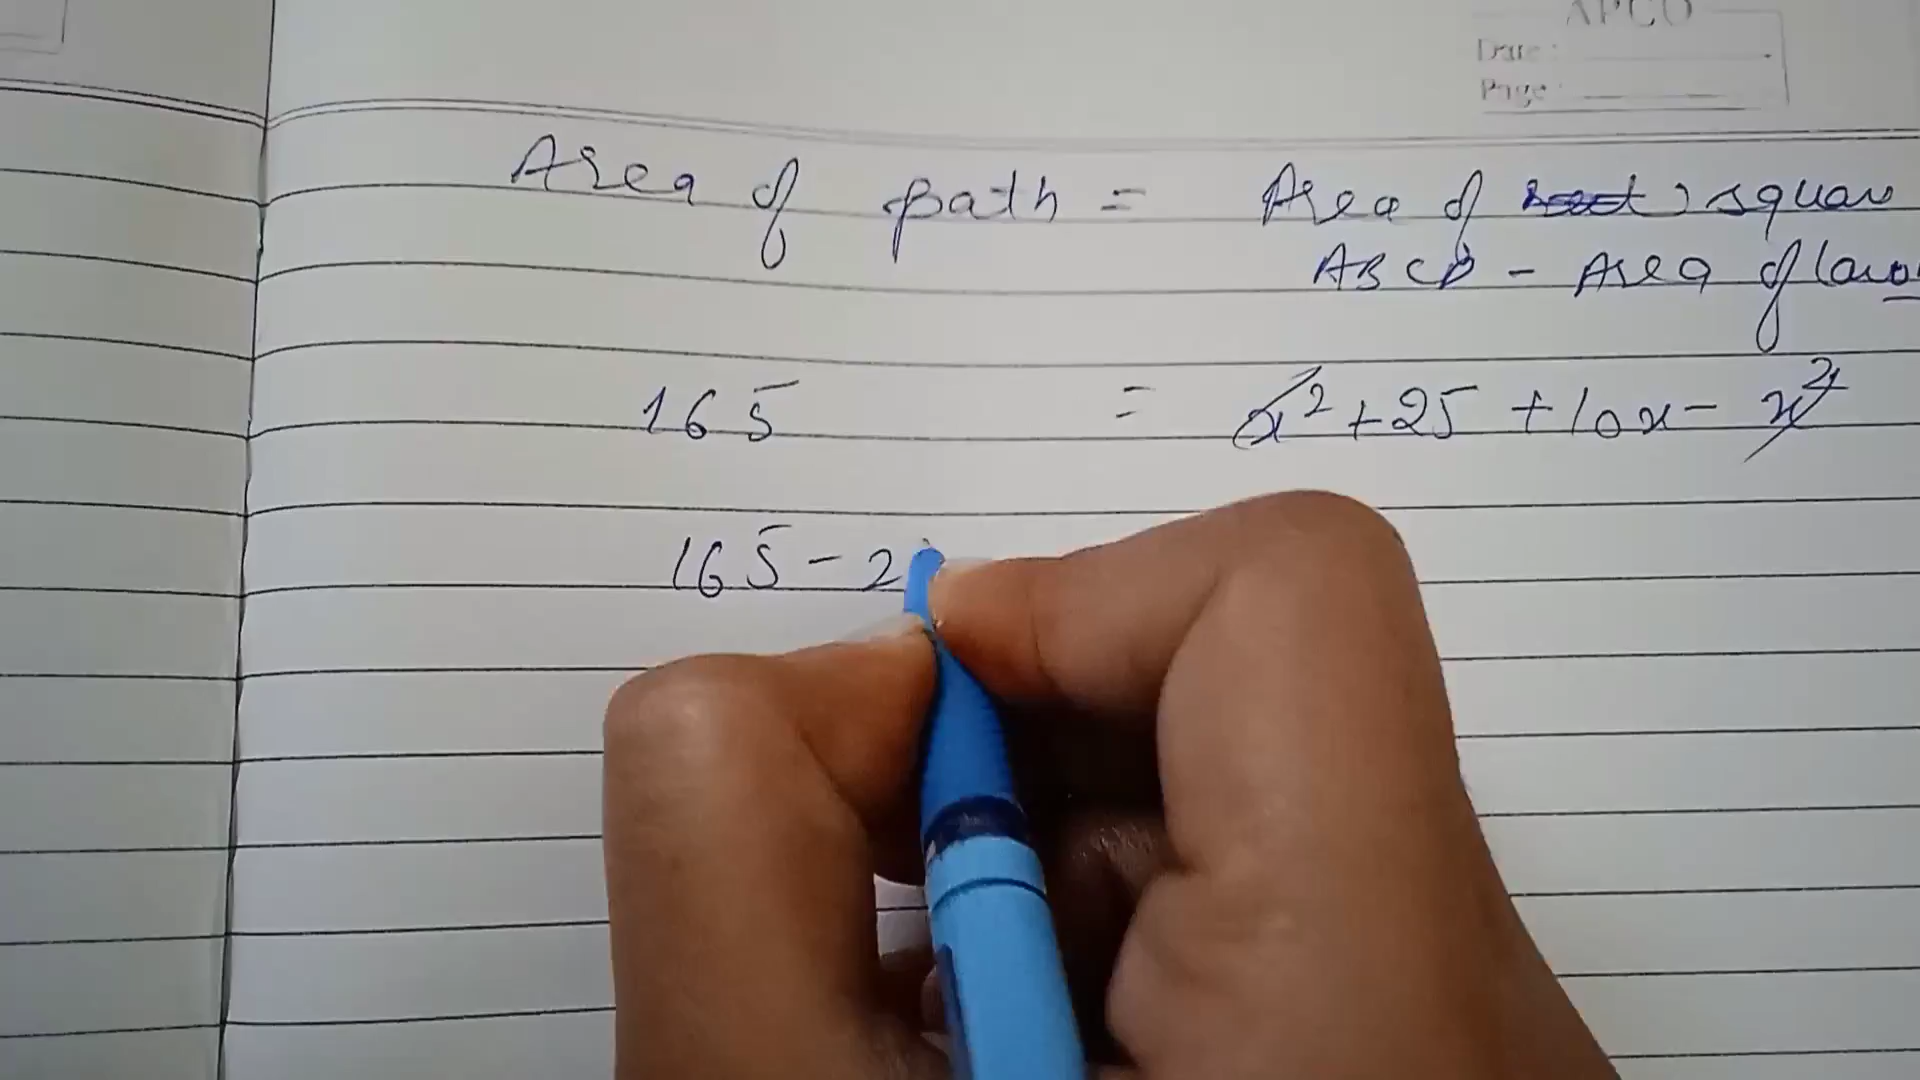 APCO
Date :
Page :
Area of path = Area of square
ABCD - Area of
165 = x² + 25 + 10x - x²
165 - 2